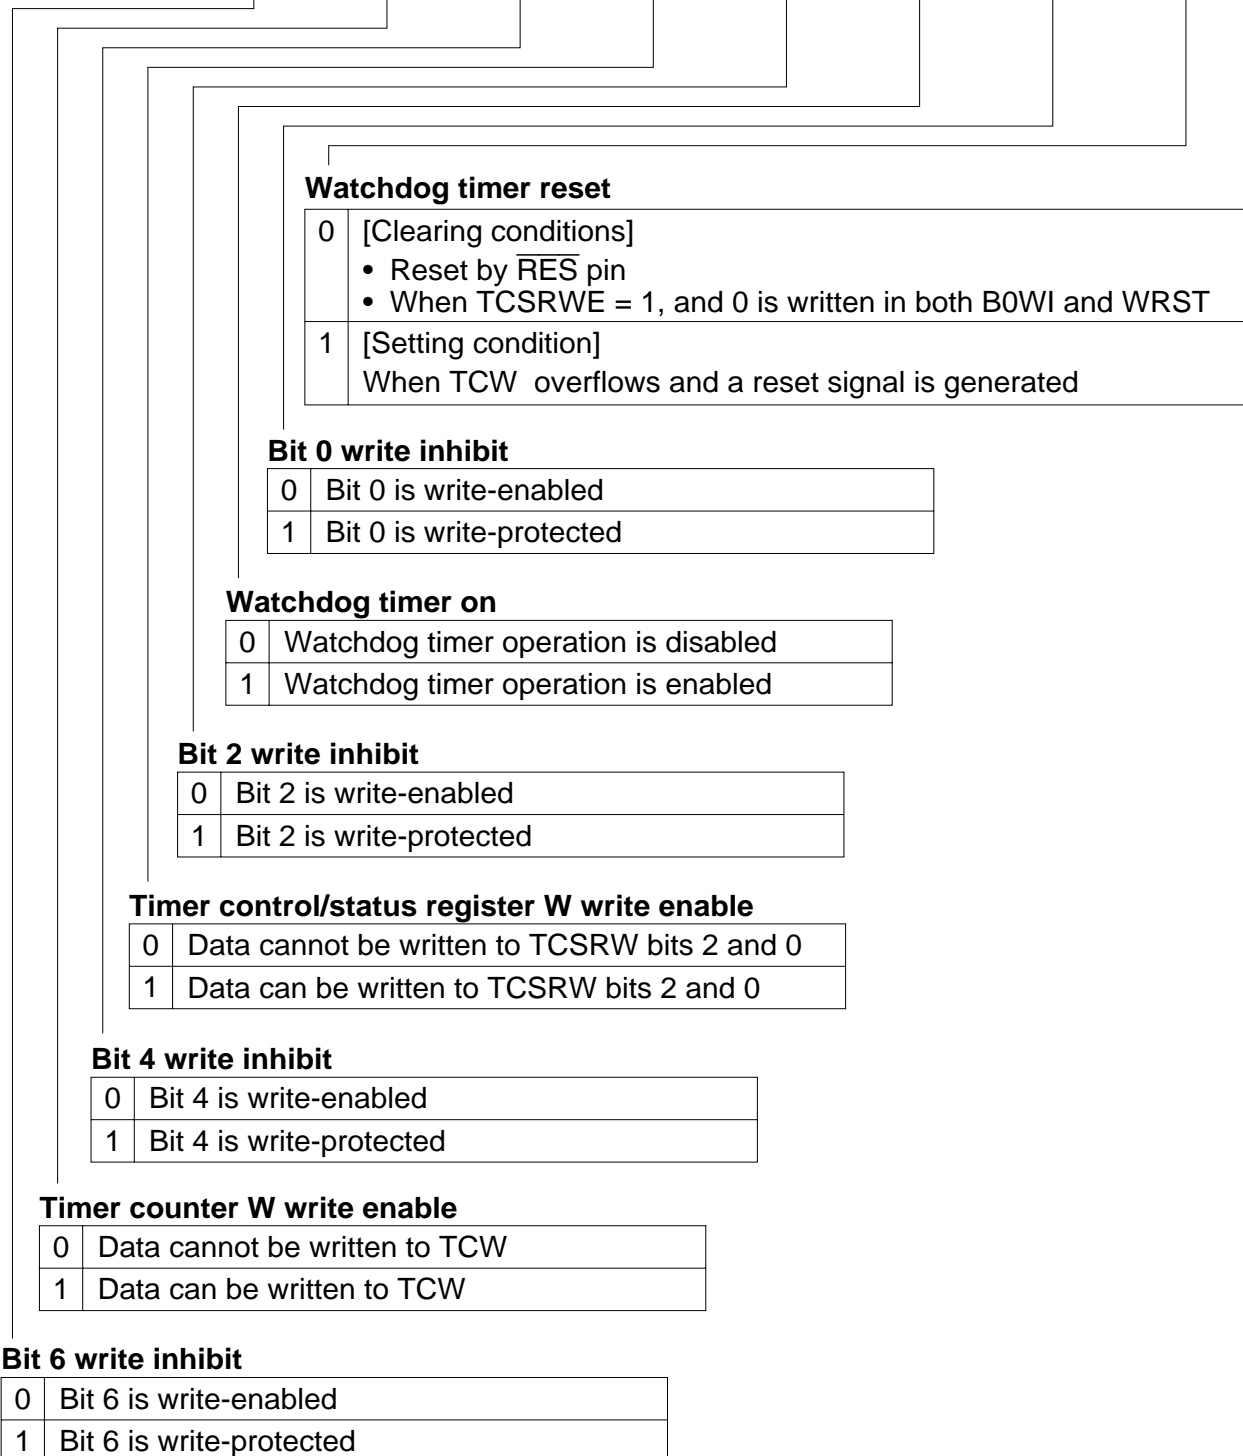 Watchdog timer reset
0 [Clearing conditions]
• Reset by RES pin
• When TCSRWE = 1, and 0 is written in both B0WI and WRST
1 [Setting condition]
When TCW overflows and a reset signal is generated
Bit 0 write inhibit
0 Bit 0 is write-enabled
1 Bit 0 is write-protected
Watchdog timer on
0 Watchdog timer operation is disabled
1 Watchdog timer operation is enabled
Bit 2 write inhibit
0 Bit 2 is write-enabled
1 Bit 2 is write-protected
Timer control/status register W write enable
0 Data cannot be written to TCSRW bits 2 and 0
1 Data can be written to TCSRW bits 2 and 0
Bit 4 write inhibit
0 Bit 4 is write-enabled
1 Bit 4 is write-protected
Timer counter W write enable
0 Data cannot be written to TCW
1 Data can be written to TCW
Bit 6 write inhibit
0 Bit 6 is write-enabled
1 Bit 6 is write-protected